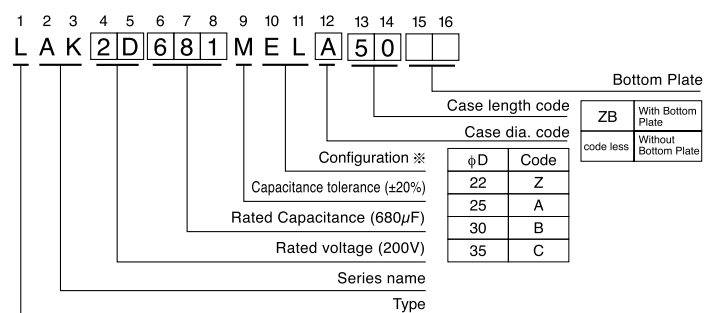 1 2 3 4 5 6 7 8 9 10 11 12 13 14 15 16
L A K 2 D 6 8 1 M E L A 5 0
Bottom Plate
ZB With Bottom Plate
code less Without Bottom Plate
Case length code
Case dia. code
Configuration ※
Capacitance tolerance (±20%)
Rated Capacitance (680µF)
Rated voltage (200V)
Series name
Type
ϕD Code
22 Z
25 A
30 B
35 C